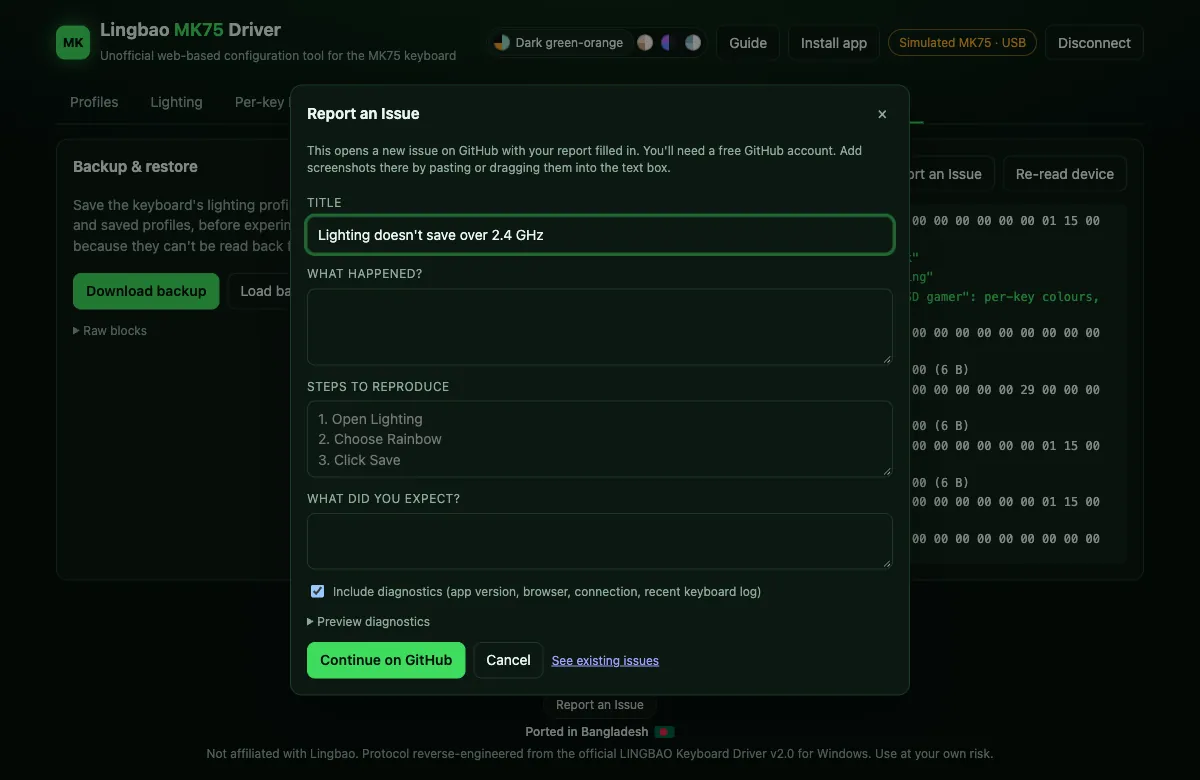 MK
Lingbao MK75 Driver
Unofficial web-based configuration tool for the MK75 keyboard
Dark green-orange
Guide
Install app
Simulated MK75 · USB
Disconnect
Profiles
Lighting
Per-key
Backup & restore
Save the keyboard's lighting
and saved profiles, before
because they can't be read back
Download backup
Load
Raw blocks
Report an Issue
×
This opens a new issue on GitHub with your report filled in. You'll need a free GitHub account. Add
screenshots there by pasting or dragging them into the text box.
TITLE
Lighting doesn't save over 2.4 GHz
WHAT HAPPENED?
STEPS TO REPRODUCE
1. Open Lighting
2. Choose Rainbow
3. Click Save
WHAT DID YOU EXPECT?
Include diagnostics (app version, browser, connection, recent keyboard log)
Preview diagnostics
Continue on GitHub
Cancel
See existing issues
an Issue
Re-read device
00 00 00 00 00 00 01 15 00
gamer": per-key colours,
00 00 00 00 00 00 00 00 00
00 (6 B)
00 00 00 00 00 29 00 00 00
00 (6 B)
00 00 00 00 00 00 01 15 00
00 (6 B)
00 00 00 00 00 00 01 15 00
00 00 00 00 00 00 00 00 00
Report an Issue
Ported in Bangladesh
Not affiliated with Lingbao. Protocol reverse-engineered from the official LINGBAO Keyboard Driver v2.0 for Windows. Use at your own risk.